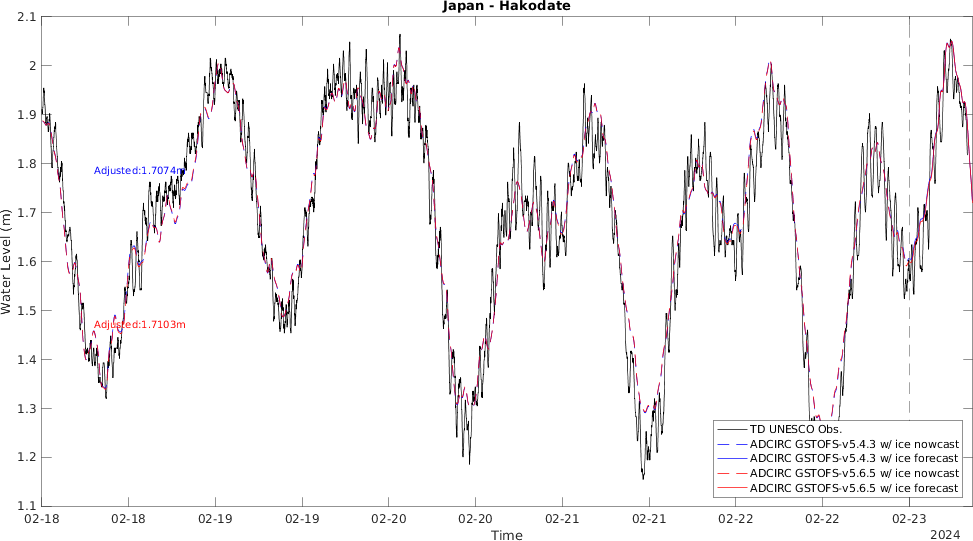 Japan - Hakodate
2.1
2
1.9
1.8
1.7
1.6
1.5
1.4
1.3
1.2
1.1
Water Level (m)
Adjusted:1.7074m
Adjusted:1.7103m
TD UNESCO Obs.
ADCIRC GSTOFS-v5.4.3 w/ ice nowcast
ADCIRC GSTOFS-v5.4.3 w/ ice forecast
ADCIRC GSTOFS-v5.6.5 w/ ice nowcast
ADCIRC GSTOFS-v5.6.5 w/ ice forecast
02-18 02-18 02-19 02-19 02-20 02-20 02-21 02-21 02-22 02-22 02-23
Time
2024